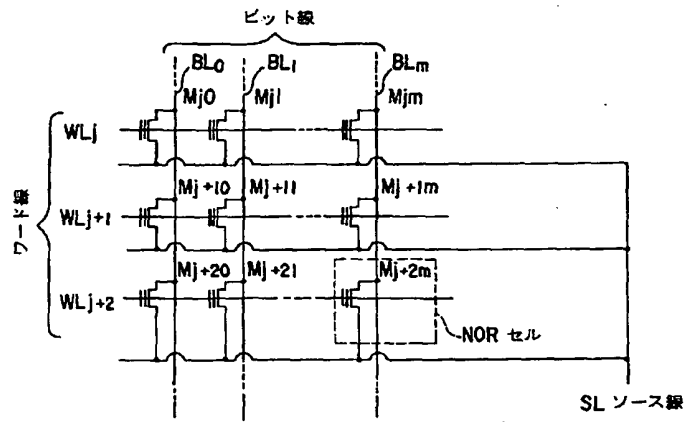 ビット線
BL0 BL1 BLm
Mj0 Mj1 Mjm
WLj
Mj+10 Mj+11 Mj+1m
WLj+1
ワード線
Mj+20 Mj+21 Mj+2m
WLj+2
NOR セル
SL ソース線